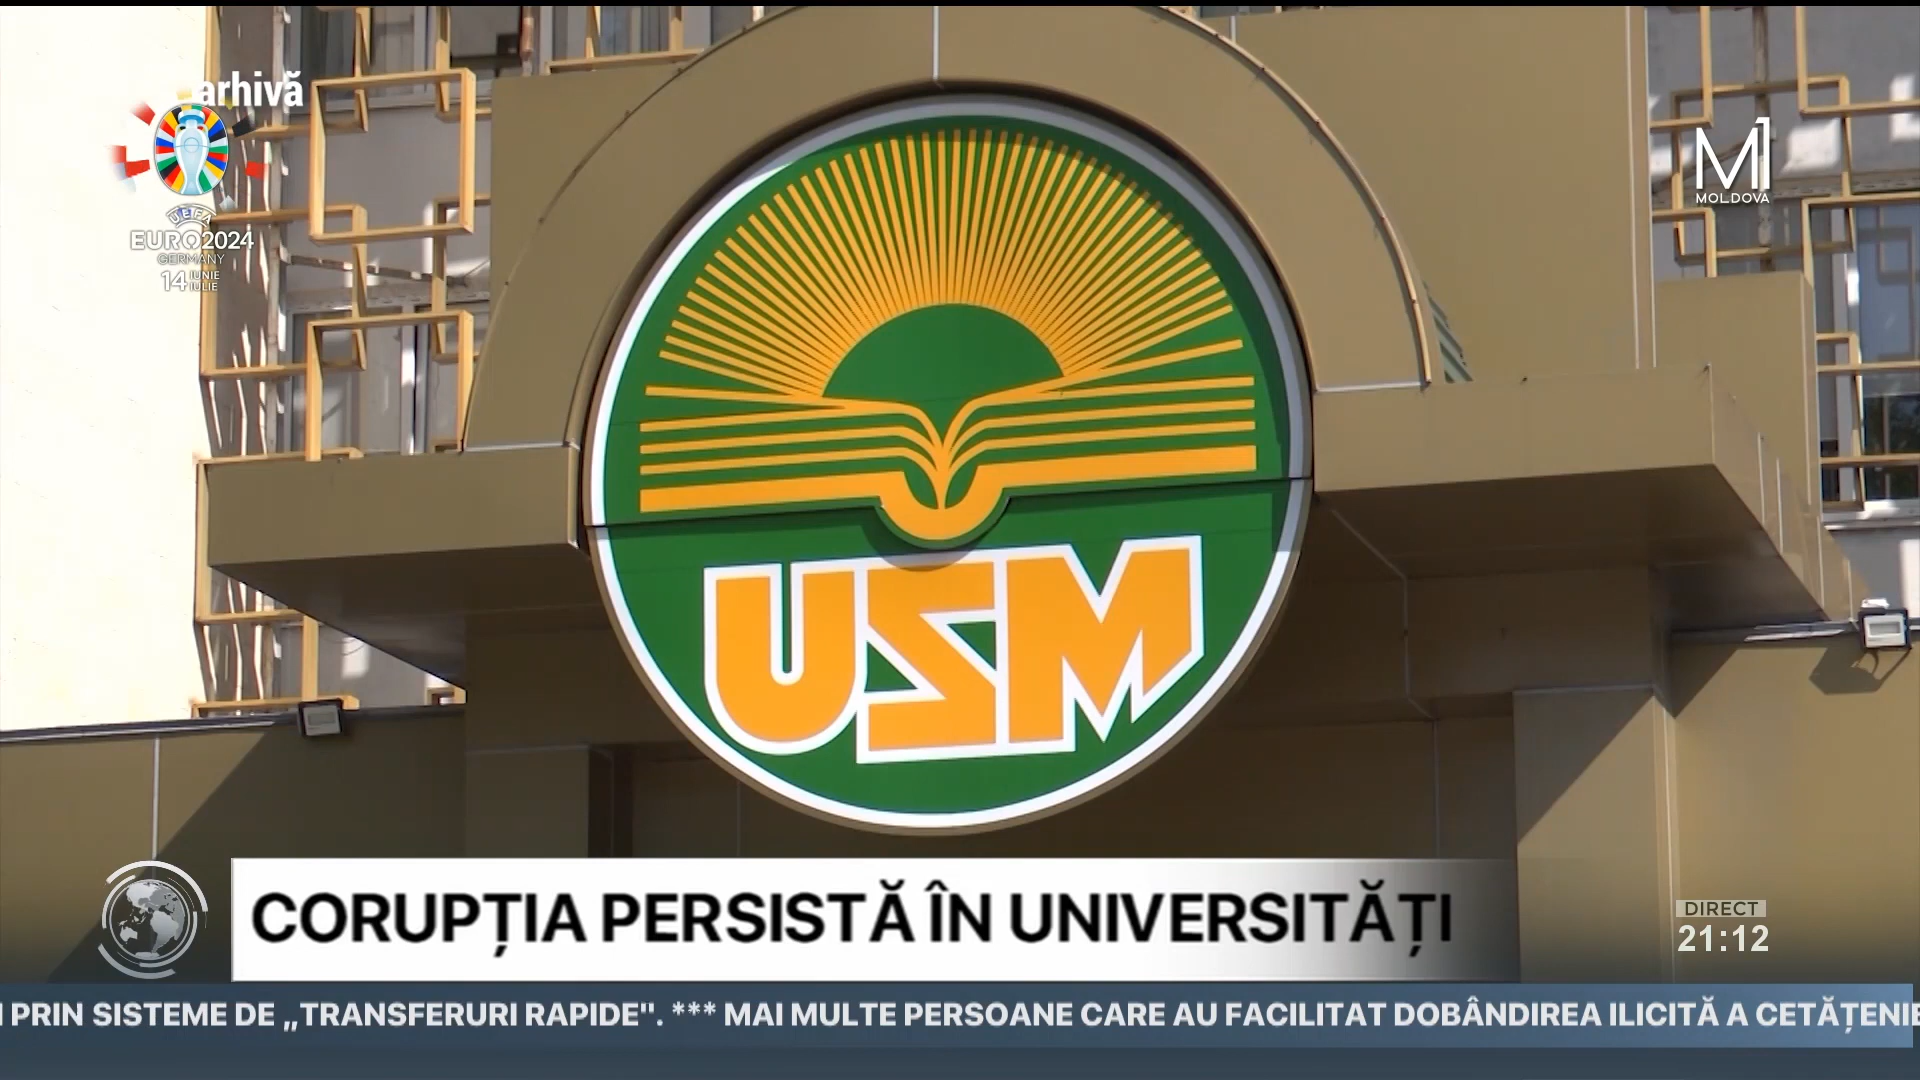 arhivă
UEFA
EURO2024
GERMANY
14 IUNIE
IULIE
M1
MOLDOVA
USM
CORUPȚIA PERSISTĂ ÎN UNIVERSITĂȚI
DIRECT
21:12
PRIN SISTEME DE „TRANSFERURI RAPIDE". *** MAI MULTE PERSOANE CARE AU FACILITAT DOBÂNDIREA ILICITĂ A CETĂȚENIE